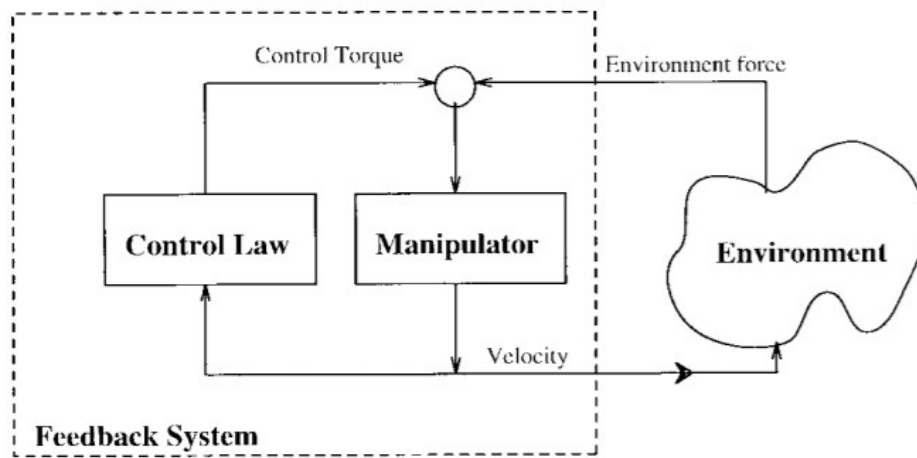 Control Torque
Environment force
Control Law
Manipulator
Environment
Velocity
Feedback System